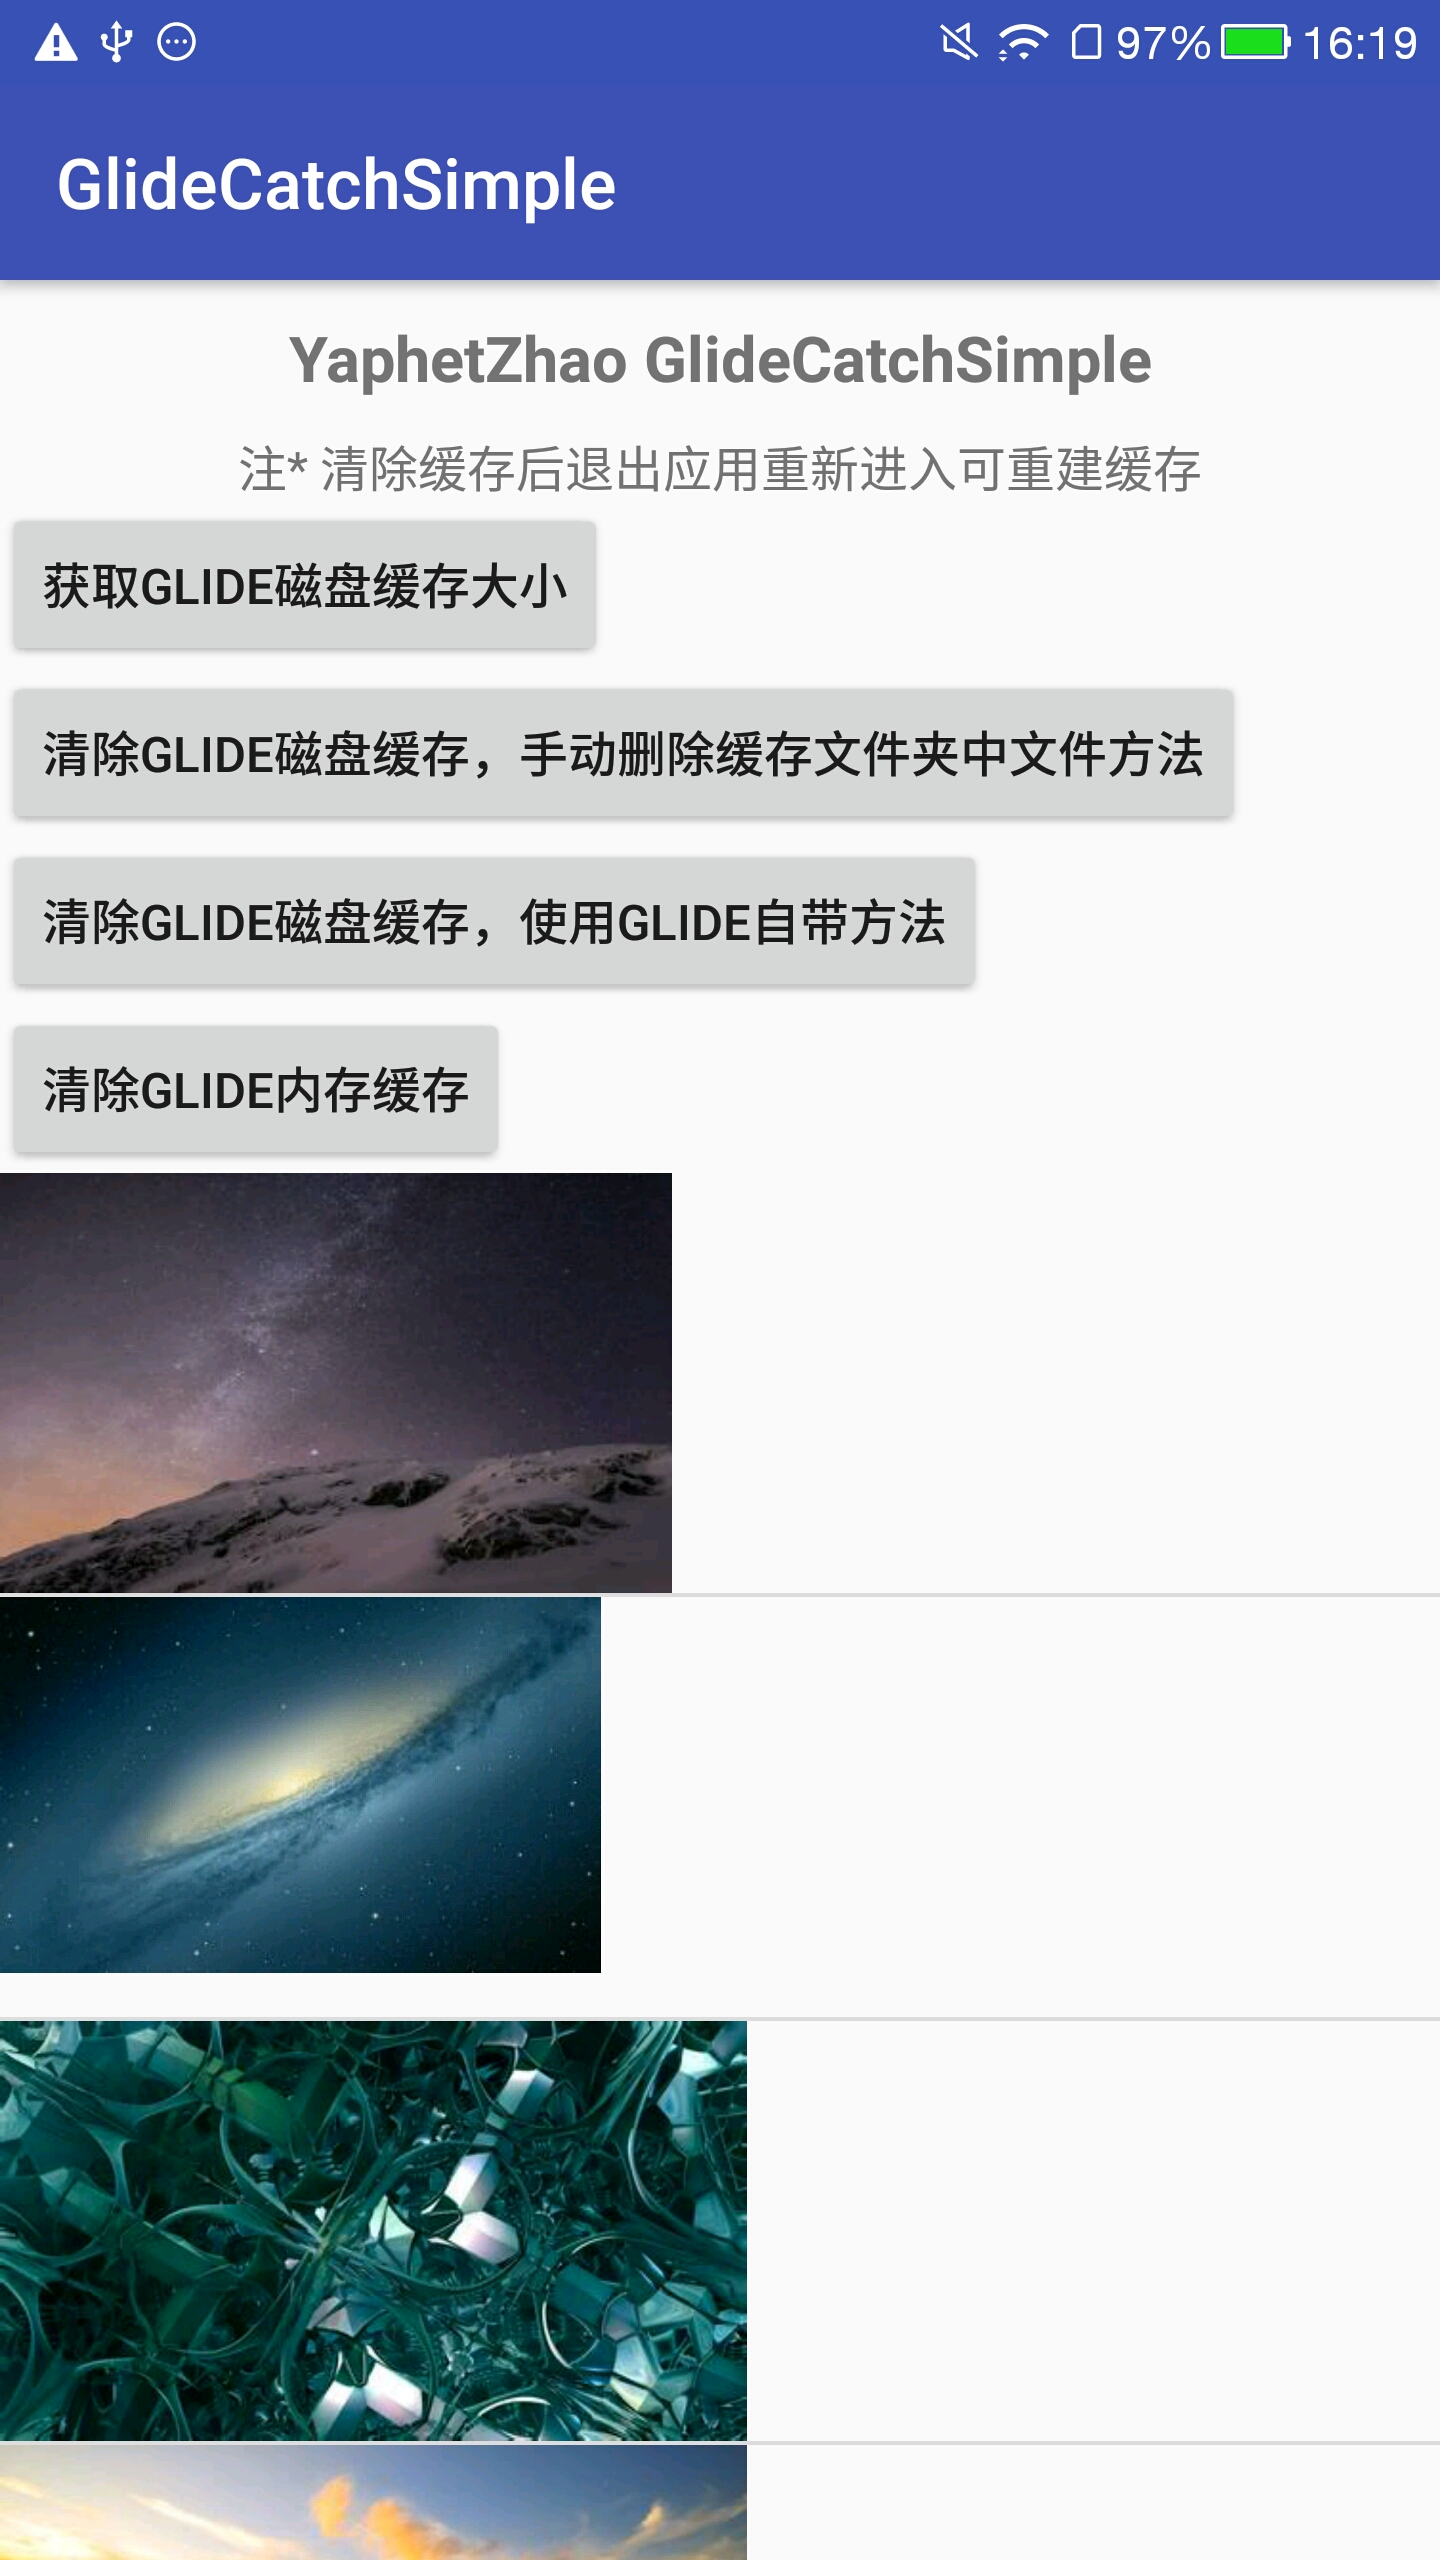 97% 16:19
GlideCatchSimple
YaphetZhao GlideCatchSimple
注* 清除缓存后退出应用重新进入可重建缓存
获取GLIDE磁盘缓存大小
清除GLIDE磁盘缓存，手动删除缓存文件夹中文件方法
清除GLIDE磁盘缓存，使用GLIDE自带方法
清除GLIDE内存缓存